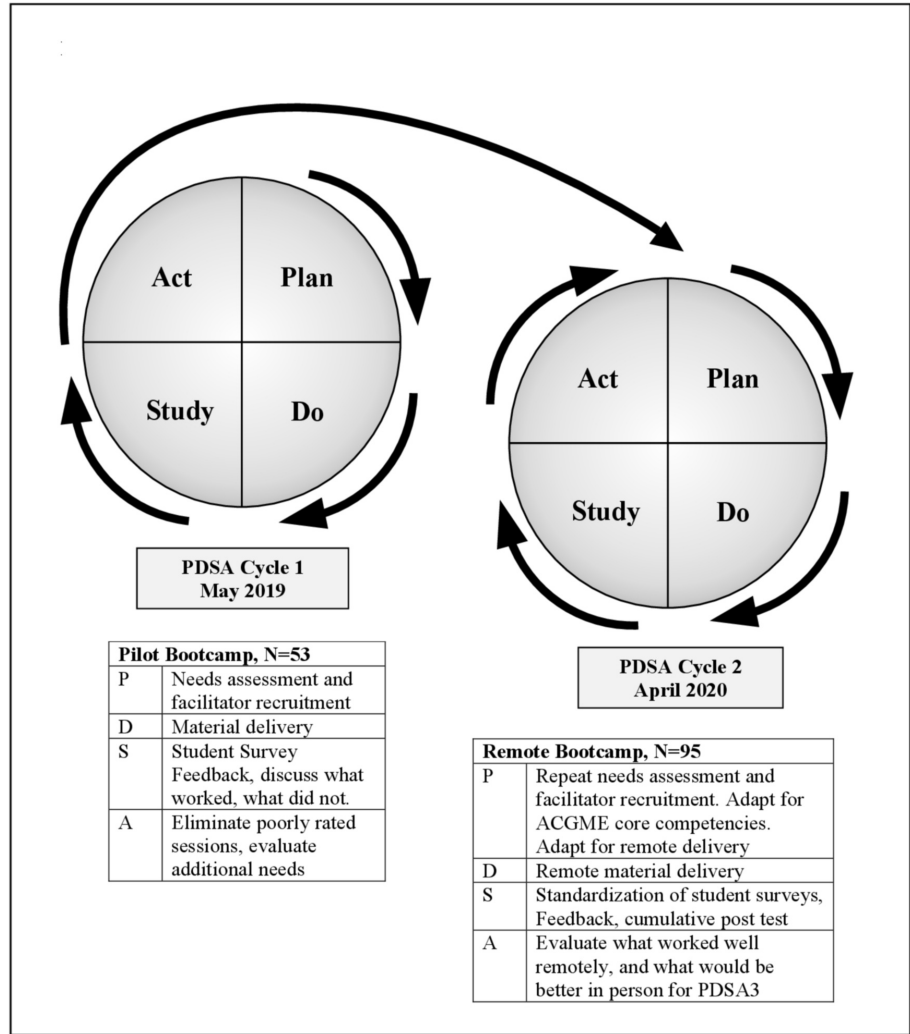 Act
Plan
Study
Do
PDSA Cycle 1
May 2019
Pilot Bootcamp, N=53
P Needs assessment and
facilitator recruitment
D Material delivery
S Student Survey
Feedback, discuss what
worked, what did not.
A Eliminate poorly rated
sessions, evaluate
additional needs
Act
Plan
Study
Do
PDSA Cycle 2
April 2020
Remote Bootcamp, N=95
P Repeat needs assessment and
facilitator recruitment. Adapt for
ACGME core competencies.
Adapt for remote delivery
D Remote material delivery
S Standardization of student surveys,
Feedback, cumulative post test
A Evaluate what worked well
remotely, and what would be
better in person for PDSA3